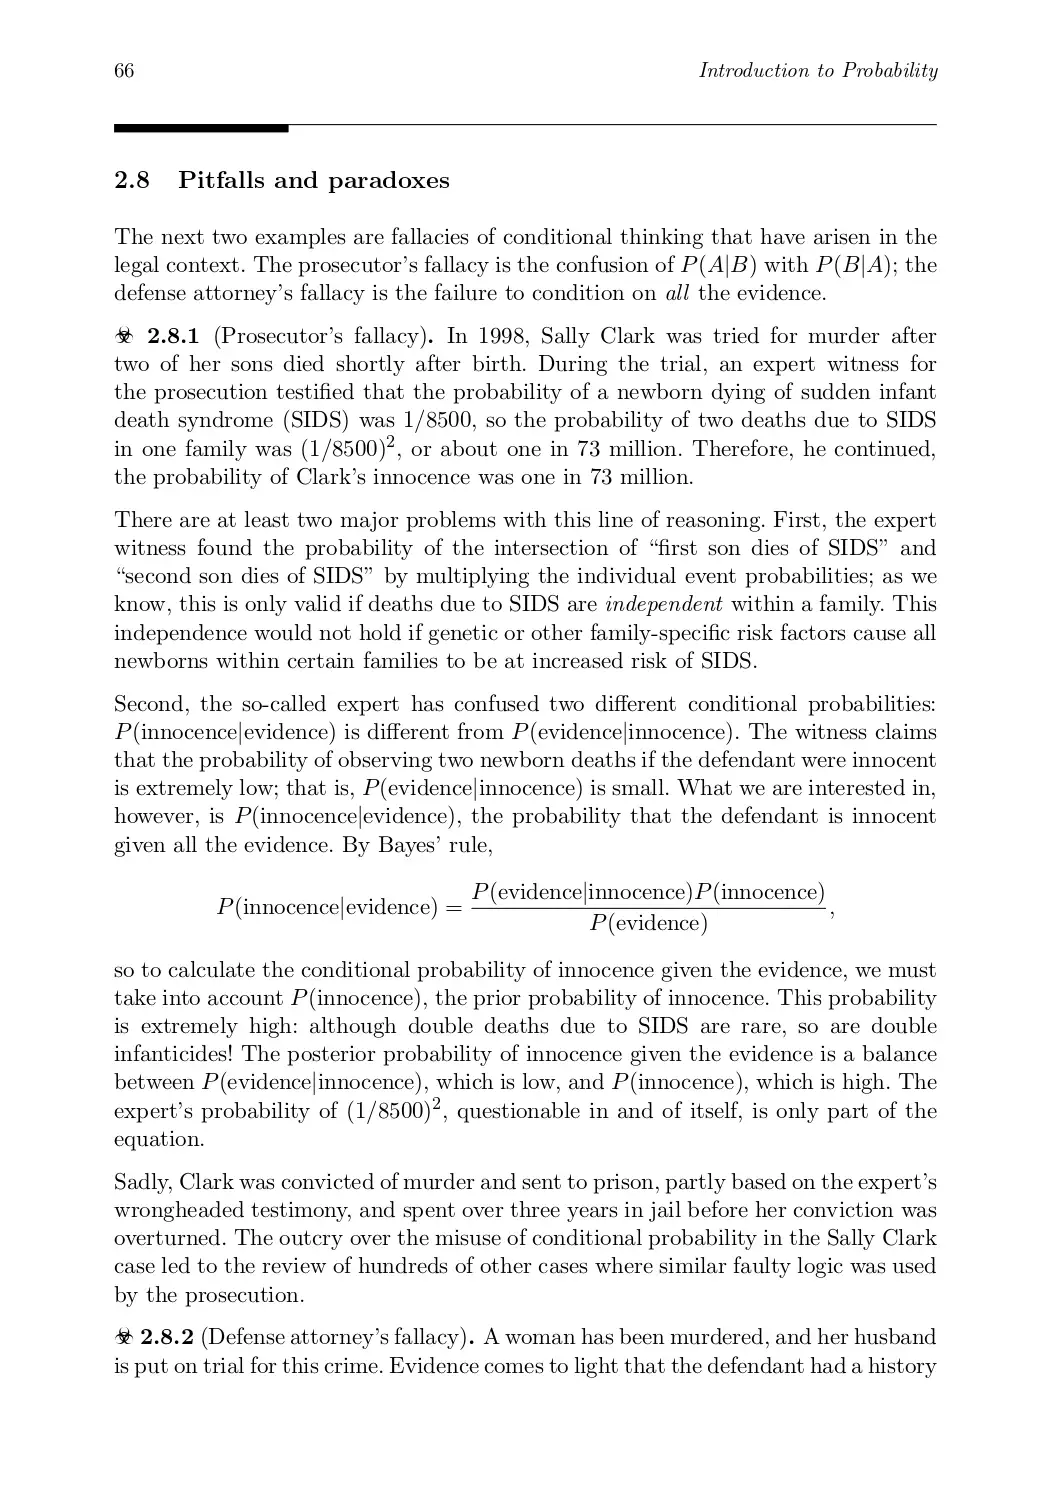 66
Introduction to Probability
2.8 Pitfalls and paradoxes
The next two examples are fallacies of conditional thinking that have arisen in the
legal context. The prosecutor’s fallacy is the confusion of P(A|B) with P(B|A); the
defense attorney’s fallacy is the failure to condition on all the evidence.
☣ 2.8.1 (Prosecutor’s fallacy). In 1998, Sally Clark was tried for murder after
two of her sons died shortly after birth. During the trial, an expert witness for
the prosecution testified that the probability of a newborn dying of sudden infant
death syndrome (SIDS) was 1/8500, so the probability of two deaths due to SIDS
in one family was (1/8500)², or about one in 73 million. Therefore, he continued,
the probability of Clark’s innocence was one in 73 million.
There are at least two major problems with this line of reasoning. First, the expert
witness found the probability of the intersection of “first son dies of SIDS” and
“second son dies of SIDS” by multiplying the individual event probabilities; as we
know, this is only valid if deaths due to SIDS are independent within a family. This
independence would not hold if genetic or other family-specific risk factors cause all
newborns within certain families to be at increased risk of SIDS.
Second, the so-called expert has confused two different conditional probabilities:
P(innocence|evidence) is different from P(evidence|innocence). The witness claims
that the probability of observing two newborn deaths if the defendant were innocent
is extremely low; that is, P(evidence|innocence) is small. What we are interested in,
however, is P(innocence|evidence), the probability that the defendant is innocent
given all the evidence. By Bayes’ rule,
P(innocence|evidence) = P(evidence|innocence)P(innocence) / P(evidence),
so to calculate the conditional probability of innocence given the evidence, we must
take into account P(innocence), the prior probability of innocence. This probability
is extremely high: although double deaths due to SIDS are rare, so are double
infanticides! The posterior probability of innocence given the evidence is a balance
between P(evidence|innocence), which is low, and P(innocence), which is high. The
expert’s probability of (1/8500)², questionable in and of itself, is only part of the
equation.
Sadly, Clark was convicted of murder and sent to prison, partly based on the expert’s
wrongheaded testimony, and spent over three years in jail before her conviction was
overturned. The outcry over the misuse of conditional probability in the Sally Clark
case led to the review of hundreds of other cases where similar faulty logic was used
by the prosecution.
☣ 2.8.2 (Defense attorney’s fallacy). A woman has been murdered, and her husband
is put on trial for this crime. Evidence comes to light that the defendant had a history